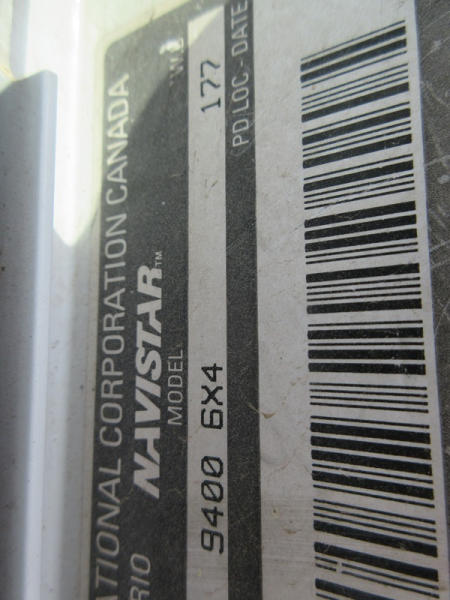 ATIONAL CORPORATION CANADA
RIO NAVISTAR™
MODEL W.B.
9400 6X4 177
PD LOC - DATE